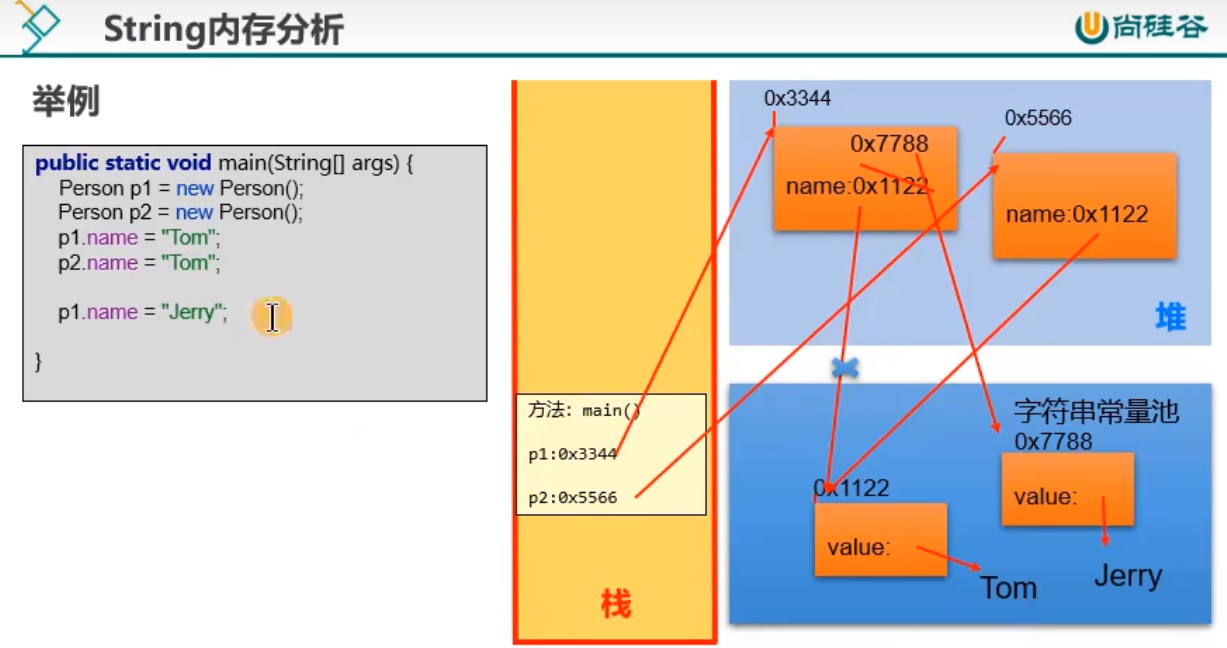 String内存分析
尚硅谷
举例
public static void main(String[] args) {
Person p1 = new Person();
Person p2 = new Person();
p1.name = "Tom";
p2.name = "Tom";
p1.name = "Jerry";
}
方法：main()
p1:0x3344
p2:0x5566
栈
0x3344
0x7788
name:0x1122
0x5566
name:0x1122
堆
字符串常量池
0x7788
value:
Jerry
0x1122
value:
Tom